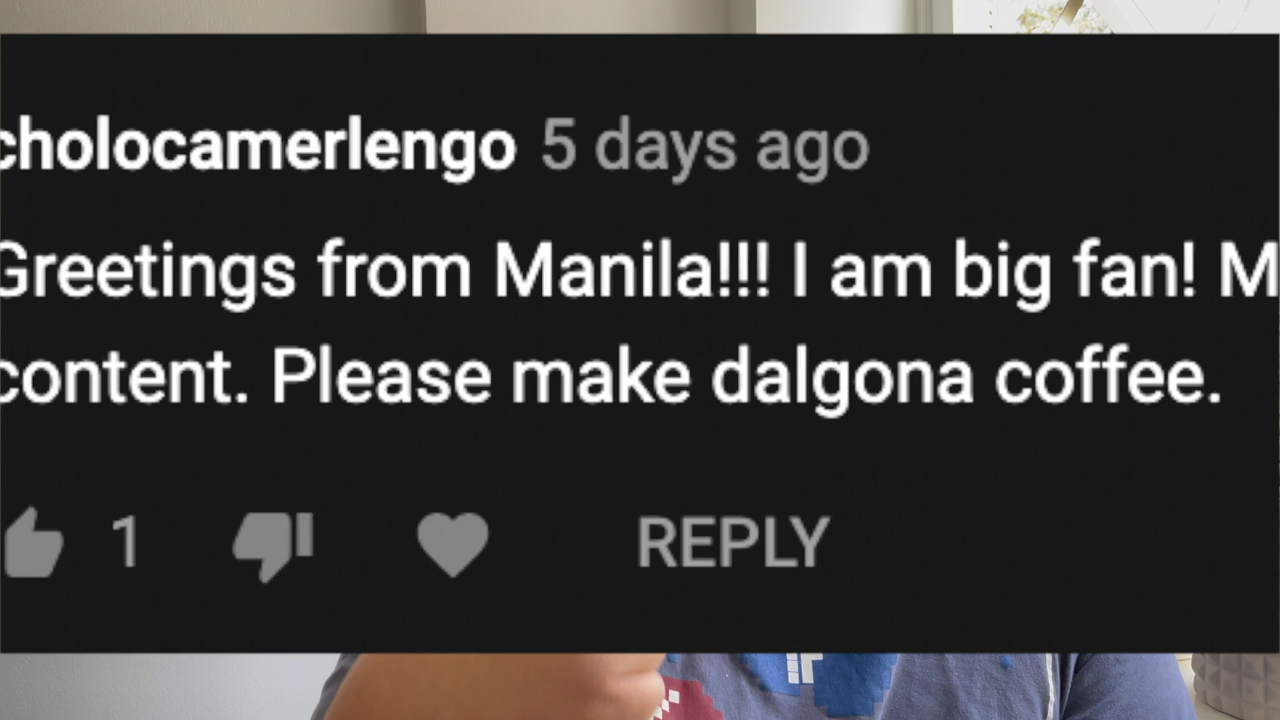 cholocamerlengo 5 days ago
Greetings from Manila!!! I am big fan! M
content. Please make dalgona coffee.
1 REPLY